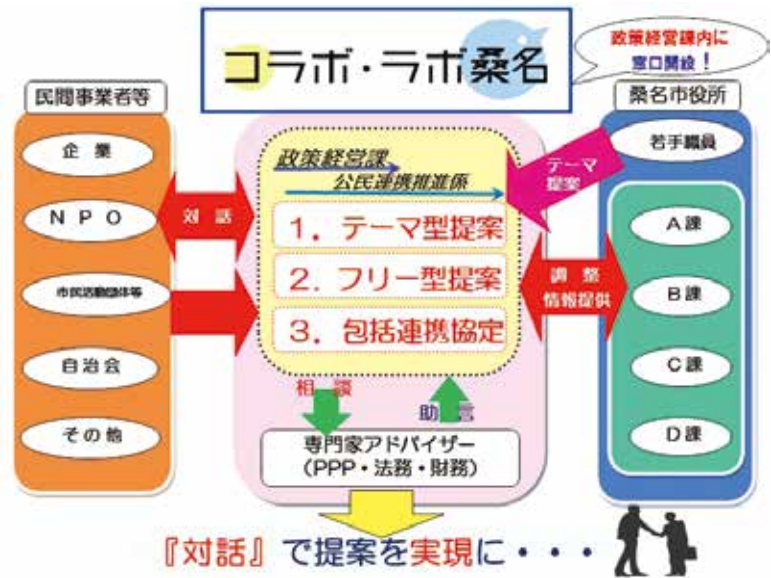 コラボ・ラボ桑名
政策経営課内に
窓口開設!
民間事業者等
企業
NPO
市民活動団体等
自治会
その他
対話
政策経営課
公民連携推進係
1. テーマ型提案
2. フリー型提案
3. 包括連携協定
相談
助言
専門家アドバイザー
(PPP・法務・財務)
テーマ
提案
調整
情報提供
桑名市役所
若手職員
A課
B課
C課
D課
『対話』で提案を実現に・・・